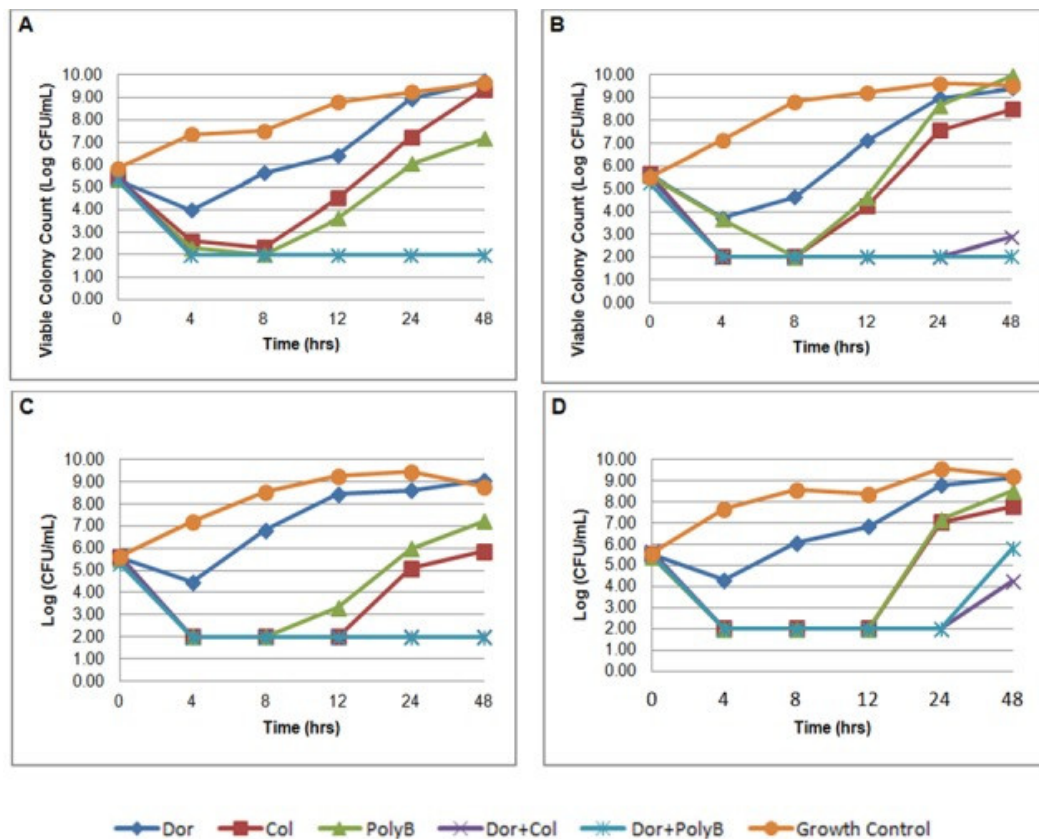 A
Viable Colony Count (Log CFU/mL)
10.00
9.00
8.00
7.00
6.00
5.00
4.00
3.00
2.00
1.00
0.00
0 4 8 12 24 48
Time (hrs)
B
Viable Colony Count (Log CFU/mL)
10.00
9.00
8.00
7.00
6.00
5.00
4.00
3.00
2.00
1.00
0.00
0 4 8 12 24 48
Time (hrs)
C
Log (CFU/mL)
10.00
9.00
8.00
7.00
6.00
5.00
4.00
3.00
2.00
1.00
0.00
0 4 8 12 24 48
Time (hrs)
D
Log (CFU/mL)
10.00
9.00
8.00
7.00
6.00
5.00
4.00
3.00
2.00
1.00
0.00
0 4 8 12 24 48
Time (hrs)
Dor Col PolyB Dor+Col Dor+PolyB Growth Control